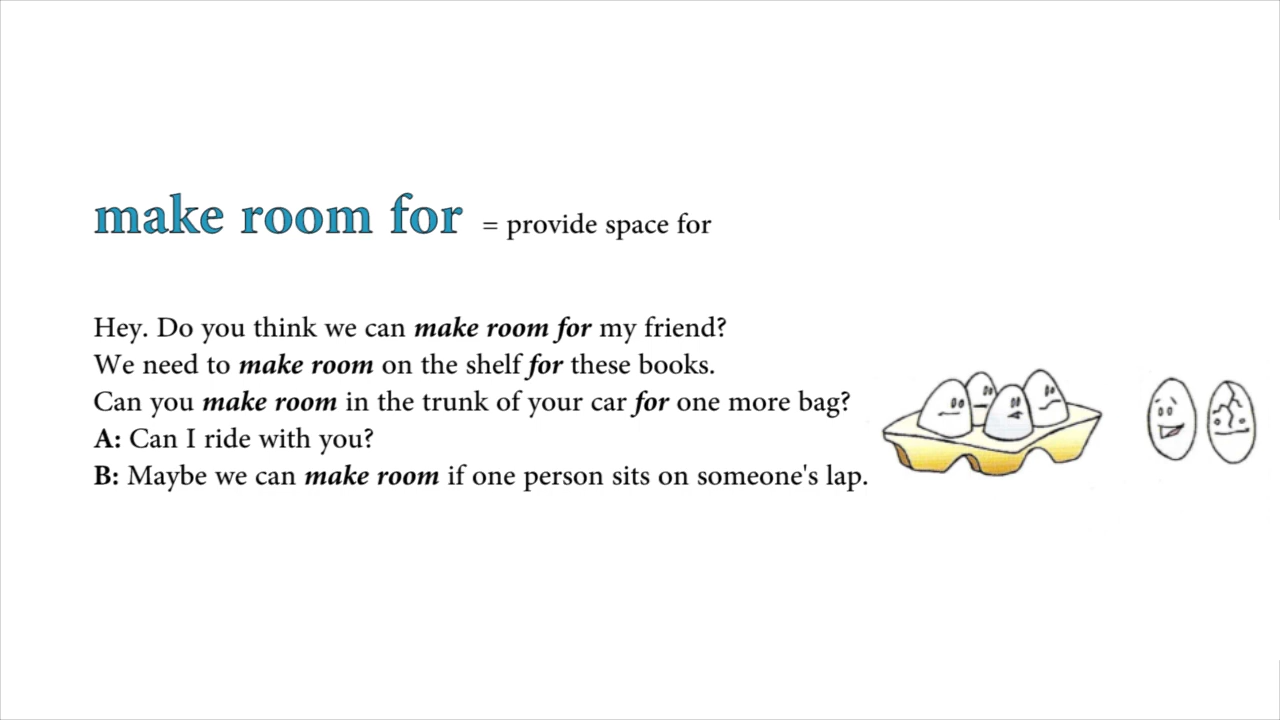 make room for = provide space for
Hey. Do you think we can make room for my friend?
We need to make room on the shelf for these books.
Can you make room in the trunk of your car for one more bag?
A: Can I ride with you?
B: Maybe we can make room if one person sits on someone's lap.